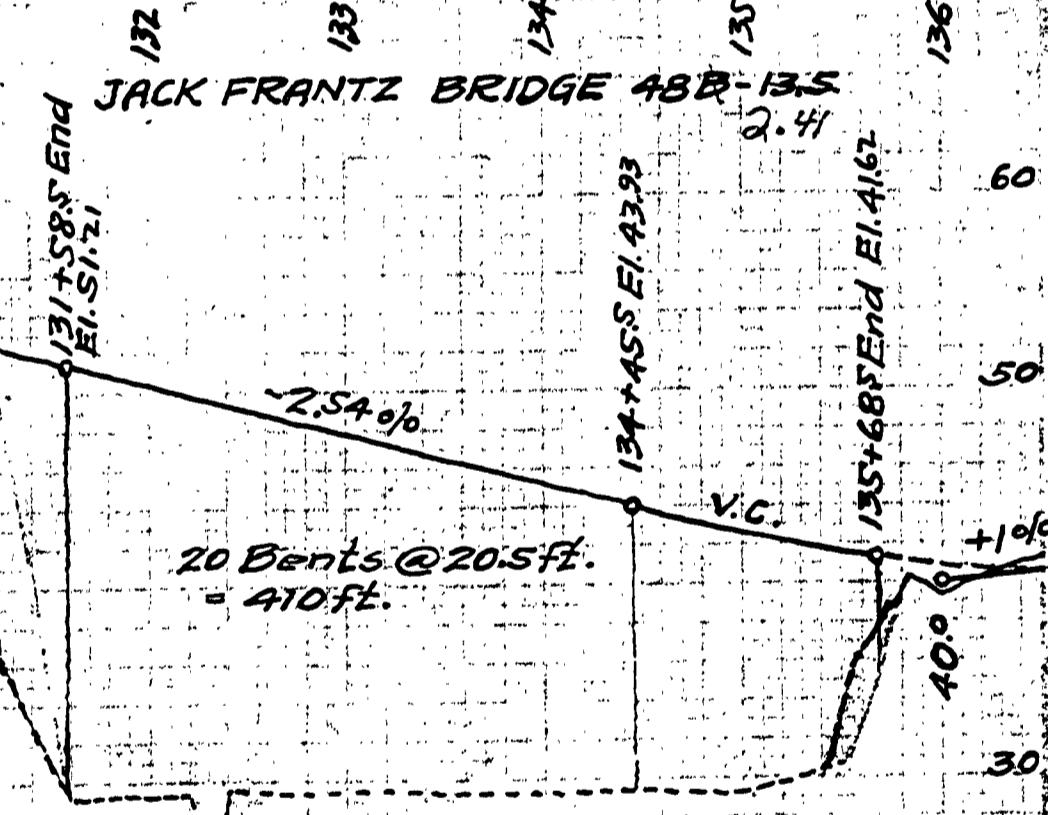 132
133
134
135
136
JACK FRANTZ BRIDGE 48B-13.5
2.41
131+58.5 End
El. 51.21
134+45.5 El. 43.93
135+68.5 End El. 41.62
60
50
-2.54%
V.C.
+1%
20 Bents @ 20.5 ft.
= 410 ft.
40.0
30